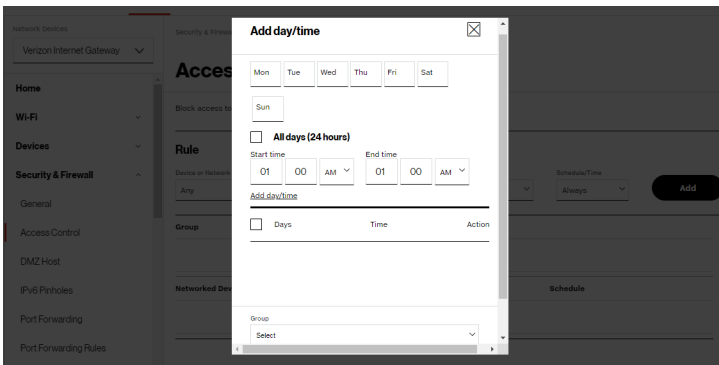 Network Devices
Verizon Internet Gateway
Home
Wi-Fi
Devices
Security & Firewall
General
Access Control
DMZ Host
IPv6 Pinholes
Port Forwarding
Port Forwarding Rules
Security & Firewall
Acces
Block access to
Rule
Device or Network
Any
Schedule/Time
Always
Add
Group
Networked Dev
Schedule
Add day/time
Mon Tue Wed Thu Fri Sat
Sun
All days (24 hours)
Start time End time
01 00 AM 01 00 AM
Add day/time
Days Time Action
Group
Select